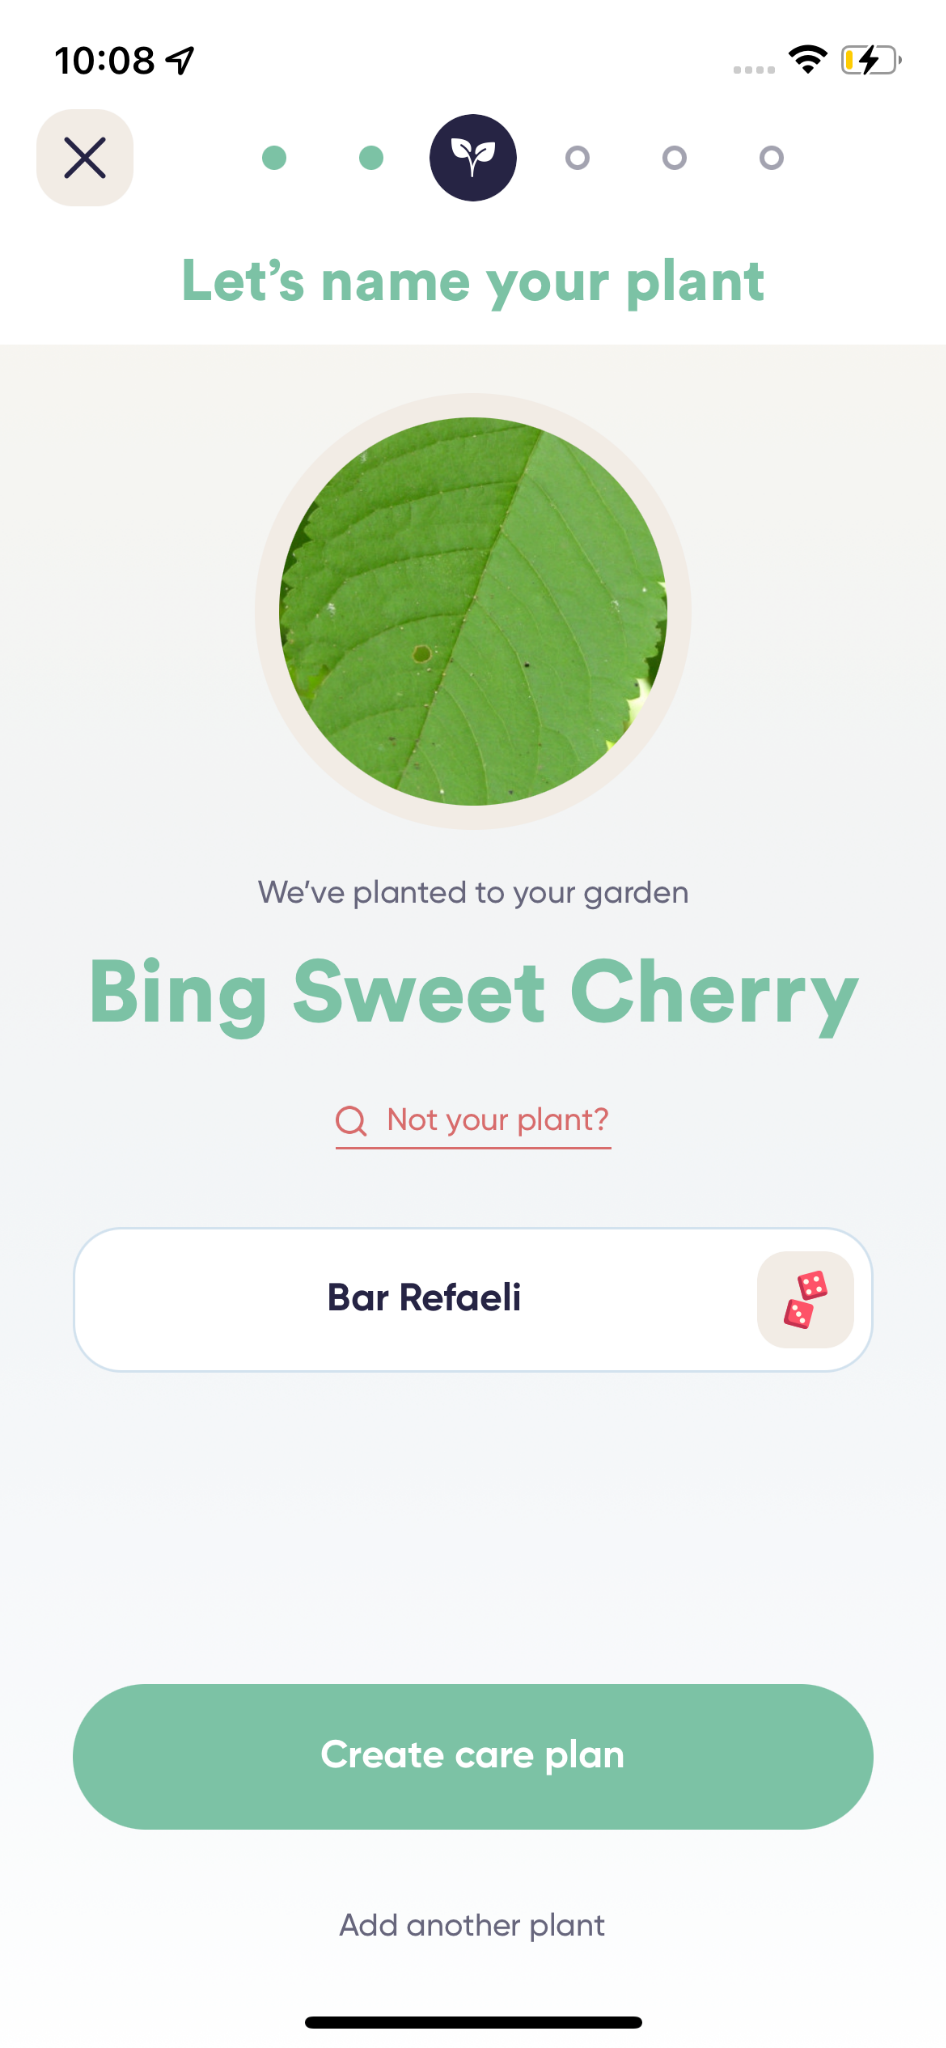 10:08
Let’s name your plant
We’ve planted to your garden
Bing Sweet Cherry
Not your plant?
Bar Refaeli
Create care plan
Add another plant